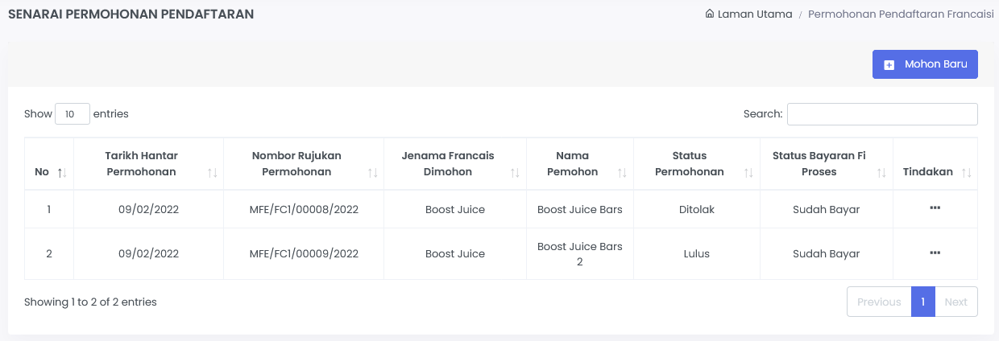 SENARAI PERMOHONAN PENDAFTARAN
Laman Utama / Permohonan Pendaftaran Francaisi
Mohon Baru
Show 10 entries
Search:
No
Tarikh Hantar
Permohonan
Nombor Rujukan
Permohonan
Jenama Francais
Dimohon
Nama
Pemohon
Status
Permohonan
Status Bayaran Fi
Proses
Tindakan
1 09/02/2022 MFE/FC1/00008/2022 Boost Juice Boost Juice Bars Ditolak Sudah Bayar ...
2 09/02/2022 MFE/FC1/00009/2022 Boost Juice Boost Juice Bars
2 Lulus Sudah Bayar ...
Showing 1 to 2 of 2 entries
Previous 1 Next